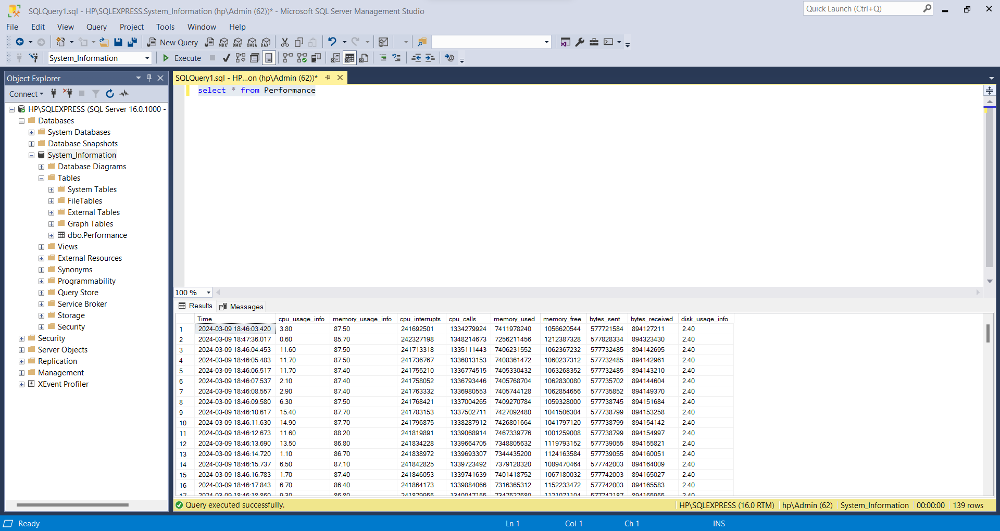 SQLQuery1.sql - HP\SQLEXPRESS.System_Information (hp\Admin (62))* - Microsoft SQL Server Management Studio
Quick Launch (Ctrl+Q)
File Edit View Query Project Tools Window Help
New Query MDX DMX XMLA DAX
System_Information Execute
Object Explorer
Connect
HP\SQLEXPRESS (SQL Server 16.0.1000 -
Databases
System Databases
Database Snapshots
System_Information
Database Diagrams
Tables
System Tables
FileTables
External Tables
Graph Tables
dbo.Performance
Views
External Resources
Synonyms
Programmability
Query Store
Service Broker
Storage
Security
Security
Server Objects
Replication
Management
XEvent Profiler
SQLQuery1.sql - HP...on (hp\Admin (62))*
select * from Performance
100 %
Results Messages
Time cpu_usage_info memory_usage_info cpu_interrupts cpu_calls memory_used memory_free bytes_sent bytes_received disk_usage_info
1 2024-03-09 18:46:03.420 3.80 87.50 241692501 1334279924 7411978240 1056620544 577721584 894127211 2.40
2 2024-03-09 18:47:36.017 0.60 85.70 242327198 1348214673 7256211456 1212387328 577828334 894323430 2.40
3 2024-03-09 18:46:04.453 11.60 87.50 241713318 1335111443 7406231552 1062367232 577732485 894142695 2.40
4 2024-03-09 18:46:05.483 11.70 87.50 241736767 1336013153 7408361472 1060237312 577732485 894142961 2.40
5 2024-03-09 18:46:06.517 11.70 87.40 241755210 1336774515 7405330432 1063268352 577732485 894143210 2.40
6 2024-03-09 18:46:07.537 2.10 87.40 241758052 1336793446 7405768704 1062830080 577735702 894144604 2.40
7 2024-03-09 18:46:08.557 2.90 87.40 241763332 1336980553 7405744128 1062854656 577735852 894149370 2.40
8 2024-03-09 18:46:09.580 6.30 87.50 241768421 1337004265 7409270784 1059328000 577738745 894151684 2.40
9 2024-03-09 18:46:10.617 15.40 87.70 241783153 1337502711 7427092480 1041506304 577738799 894153258 2.40
10 2024-03-09 18:46:11.630 14.90 87.70 241796875 1338287912 7426801664 1041797120 577738799 894154142 2.40
11 2024-03-09 18:46:12.673 11.60 88.20 241819891 1339068914 7467339776 1001259008 577738799 894154997 2.40
12 2024-03-09 18:46:13.690 13.50 86.80 241834228 1339664705 7348805632 1119793152 577739055 894155821 2.40
13 2024-03-09 18:46:14.720 1.10 86.70 241838972 1339693307 7344435200 1124163584 577739055 894160051 2.40
14 2024-03-09 18:46:15.737 6.50 87.10 241842825 1339723492 7379128320 1089470464 577742003 894164009 2.40
15 2024-03-09 18:46:16.783 1.70 87.40 241846053 1339741639 7401418752 1067180032 577742003 894165027 2.40
16 2024-03-09 18:46:17.843 6.70 86.40 241864173 1339884066 7316365312 1152233472 577742003 894165583 2.40
17 2024-03-09 18:46:18.860 9.30 86.80 241879955 1340047155 7347527680 1121071104 577742187 894165955 2.40
Query executed successfully. HP\SQLEXPRESS (16.0 RTM) hp\Admin (62) System_Information 00:00:00 139 rows
Ready Ln 1 Col 1 Ch 1 INS